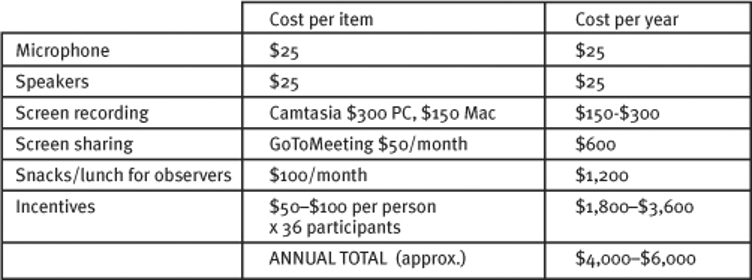 Cost per item Cost per year
Microphone $25 $25
Speakers $25 $25
Screen recording Camtasia $300 PC, $150 Mac $150-$300
Screen sharing GoToMeeting $50/month $600
Snacks/lunch for observers $100/month $1,200
Incentives $50–$100 per person $1,800–$3,600
x 36 participants
ANNUAL TOTAL (approx.) $4,000–$6,000